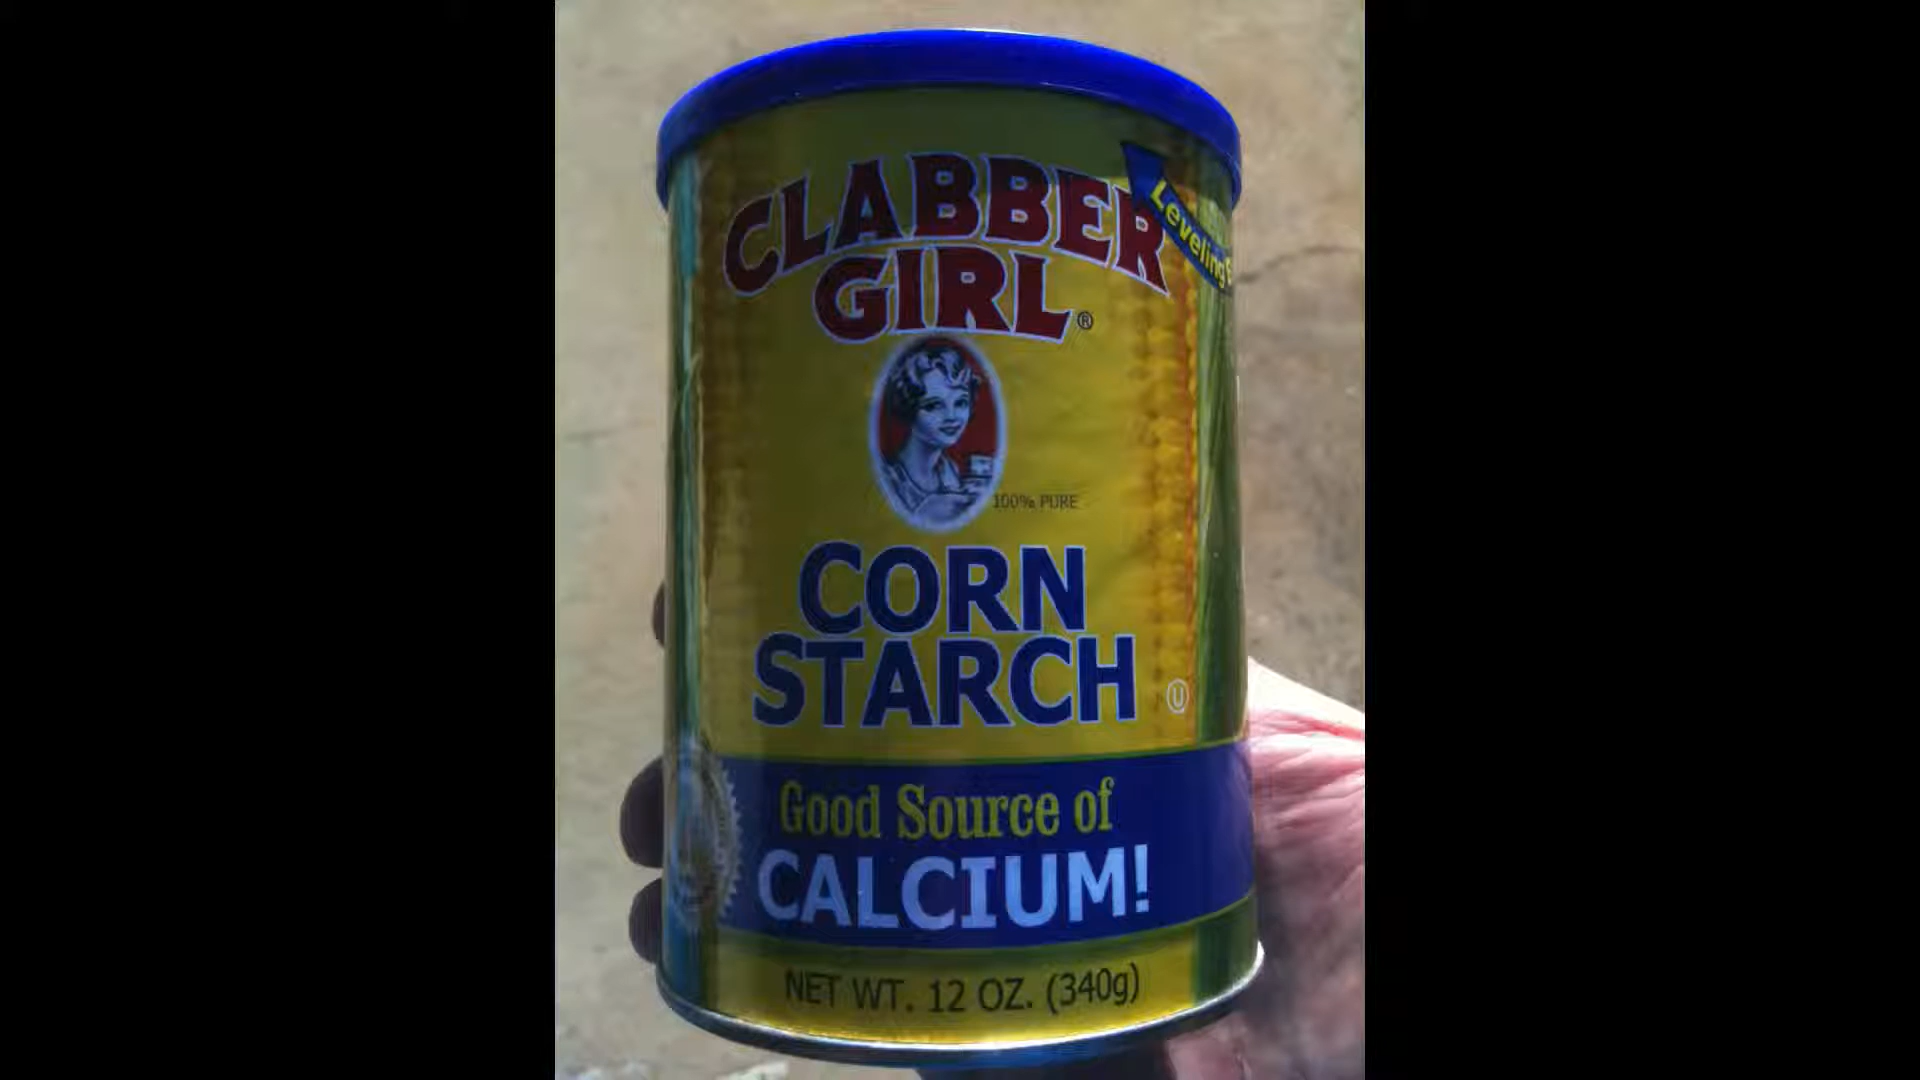 CLABBER
GIRL®
Leveling
100% PURE
CORN
STARCH
U
Good Source of
CALCIUM!
NET WT. 12 OZ. (340g)